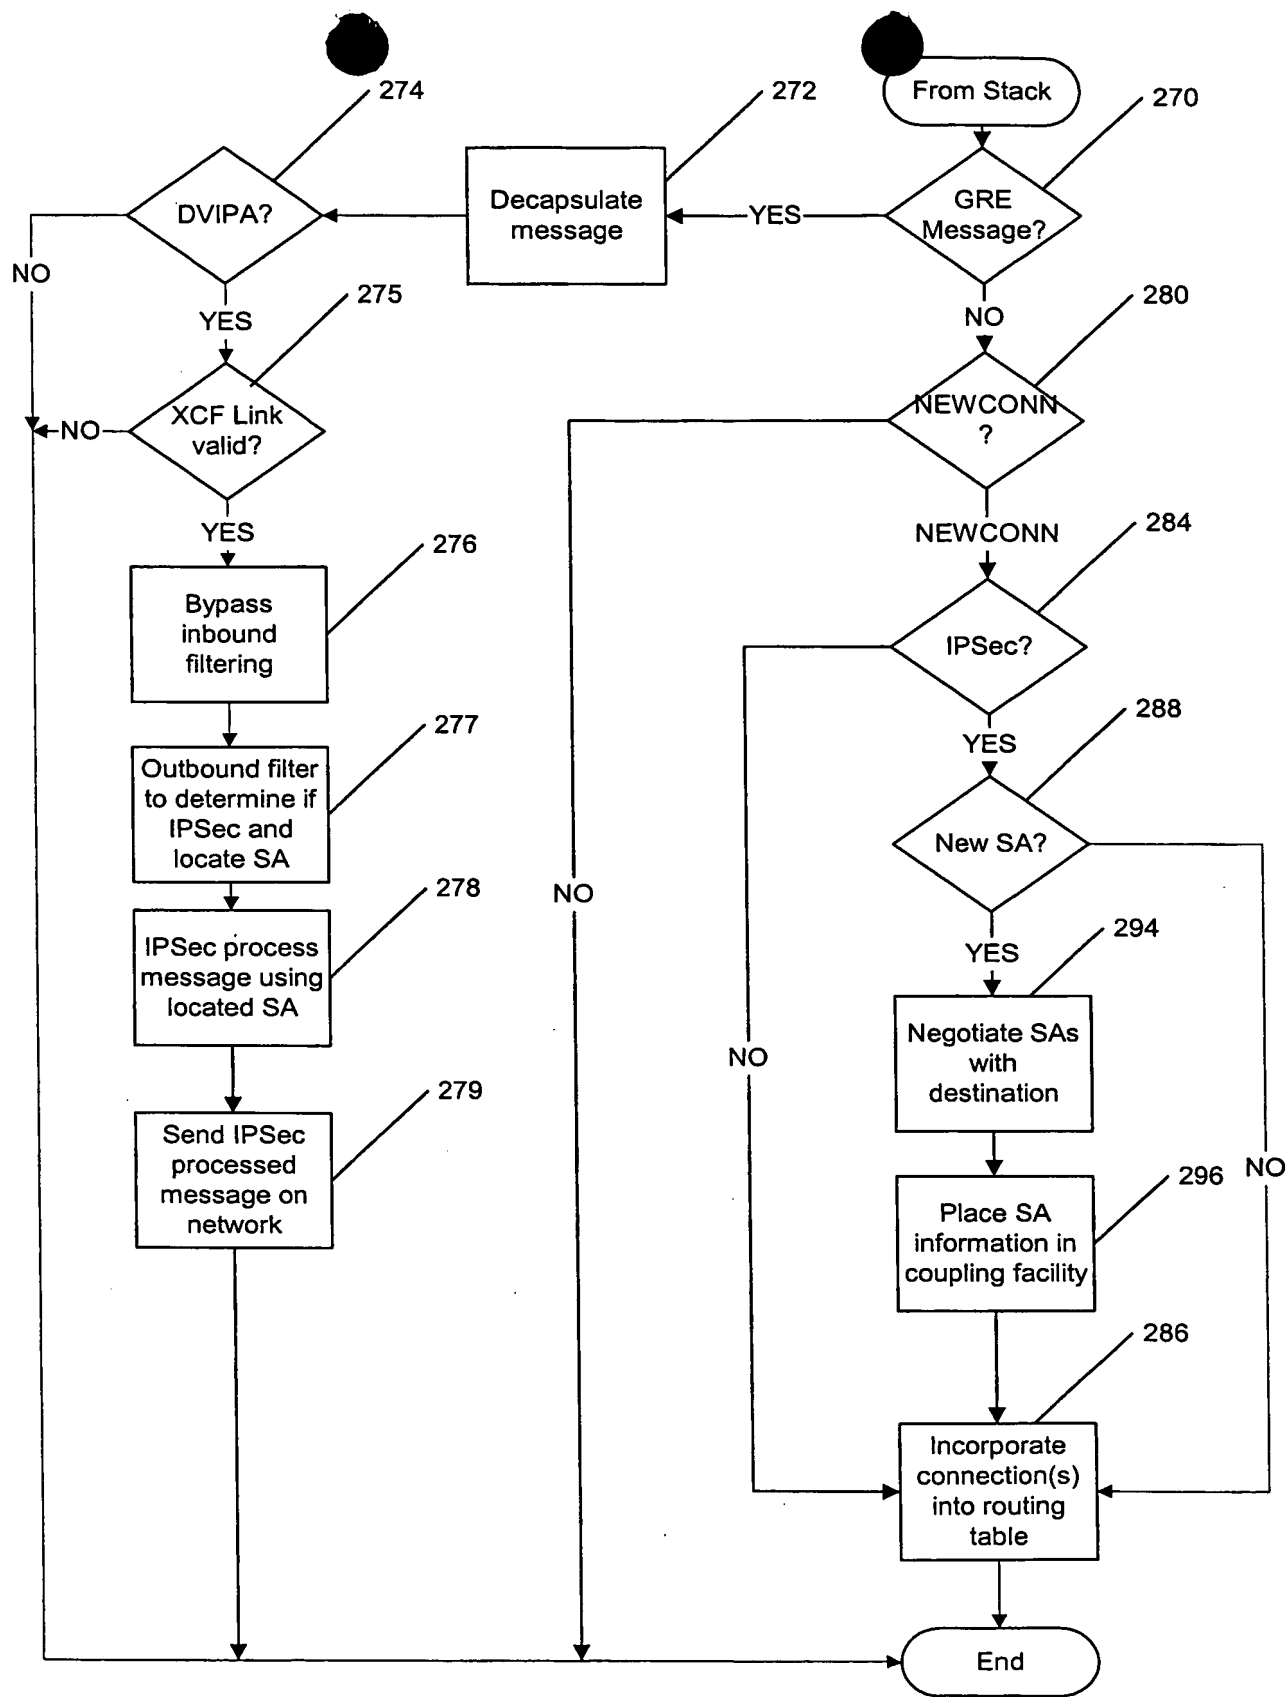 From Stack
270
GRE
Message?
YES
272
Decapsulate
message
274
DVIPA?
NO
YES
275
XCF Link
valid?
NO
YES
276
Bypass
inbound
filtering
277
Outbound filter
to determine if
IPSec and
locate SA
278
IPSec process
message using
located SA
279
Send IPSec
processed
message on
network
NO
280
NEWCONN
?
NO
NEWCONN
284
IPSec?
NO
YES
288
New SA?
NO
YES
294
Negotiate SAs
with
destination
296
Place SA
information in
coupling facility
286
Incorporate
connection(s)
into routing
table
End